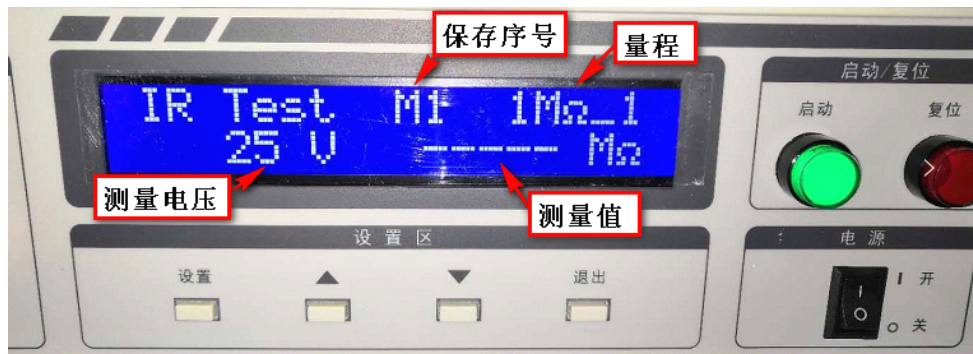 保存序号
量程
启动/复位
IR Test M1 1MΩ_1
25 V ----- MΩ
启动
复位
测量电压
测量值
设置区
电源
设置
▲
▼
退出
I 开
O 关